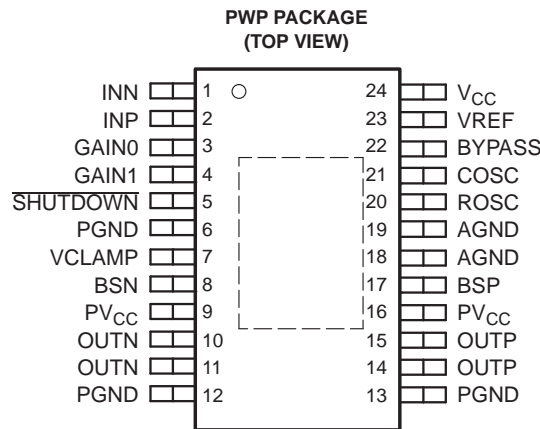 PWP PACKAGE
(TOP VIEW)
INN 1 24 VCC
INP 2 23 VREF
GAIN0 3 22 BYPASS
GAIN1 4 21 COSC
SHUTDOWN 5 20 ROSC
PGND 6 19 AGND
VCLAMP 7 18 AGND
BSN 8 17 BSP
PVCC 9 16 PVCC
OUTN 10 15 OUTP
OUTN 11 14 OUTP
PGND 12 13 PGND